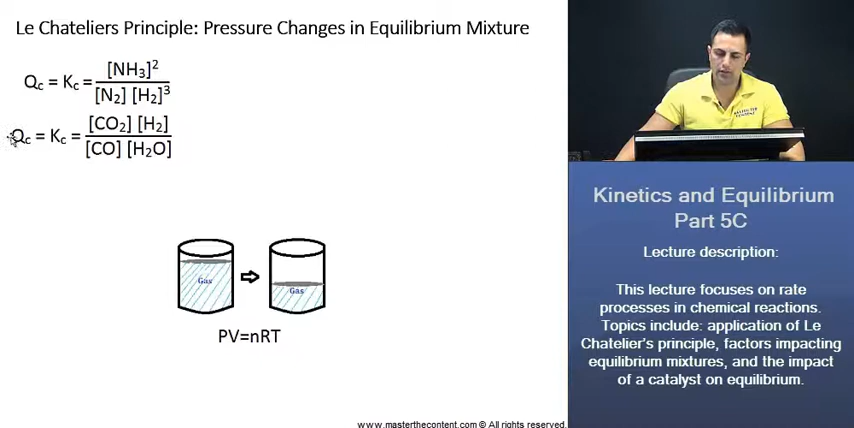 Le Chateliers Principle: Pressure Changes in Equilibrium Mixture
Qc = Kc = [NH3]² / [N2] [H2]³
Qc = Kc = [CO2] [H2] / [CO] [H2O]
Gas
Gas
PV=nRT
www.masterthecontent.com © All rights reserved.
MASTER THE
CONTENT
Kinetics and Equilibrium
Part 5C
Lecture description:
This lecture focuses on rate
processes in chemical reactions.
Topics include: application of Le
Chatelier's principle, factors impacting
equilibrium mixtures, and the impact
of a catalyst on equilibrium.